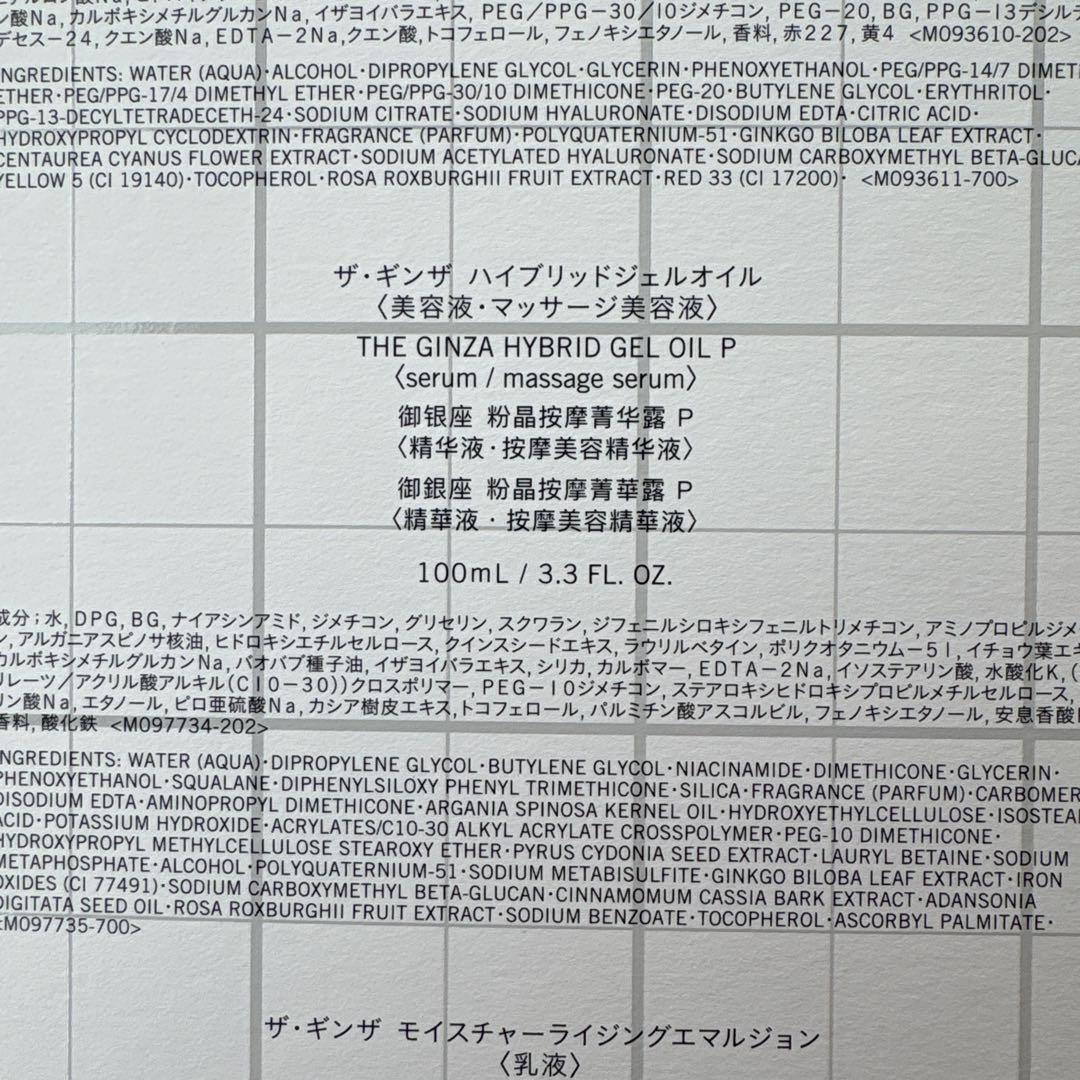 酸Na, カルボキシメチルグルカンNa, イザヨイバラエキス, PEG/PPG-30/10ジメチコン, PEG-20, BG, PPG-13デシルテ
デセス-24, クエン酸Na, EDTA-2Na, クエン酸, トコフェロール, フェノキシエタノール, 香料, 赤227, 黄4 <M093610-202>
NGREDIENTS: WATER (AQUA)・ALCOHOL・DIPROPYLENE GLYCOL・GLYCERIN・PHENOXYETHANOL・PEG/PPG-14/7 DIMET
ETHER・PEG/PPG-17/4 DIMETHYL ETHER・PEG/PPG-30/10 DIMETHICONE・PEG-20・BUTYLENE GLYCOL・ERYTHRITOL・
PPG-13-DECYLTETRADECETH-24・SODIUM CITRATE・SODIUM HYALURONATE・DISODIUM EDTA・CITRIC ACID・
HYDROXYPROPYL CYCLODEXTRIN・FRAGRANCE (PARFUM)・POLYQUATERNIUM-51・GINKGO BILOBA LEAF EXTRACT・
CENTAUREA CYANUS FLOWER EXTRACT・SODIUM ACETYLATED HYALURONATE・SODIUM CARBOXYMETHYL BETA-GLUCA
YELLOW 5 (CI 19140)・TOCOPHEROL・ROSA ROXBURGHII FRUIT EXTRACT・RED 33 (CI 17200)・ <M093611-700>
ザ・ギンザ ハイブリッドジェルオイル
〈美容液・マッサージ美容液〉
THE GINZA HYBRID GEL OIL P
〈serum / massage serum〉
御银座 粉晶按摩菁华露 P
〈精华液・按摩美容精华液〉
御銀座 粉晶按摩菁華露 P
〈精華液・按摩美容精華液〉
100mL / 3.3 FL. OZ.
成分；水, DPG, BG, ナイアシンアミド, ジメチコン, グリセリン, スクワラン, ジフェニルシロキシフェニルトリメチコン, アミノプロピルジメ
ン, アルガニアスピノサ核油, ヒドロキシエチルセルロース, クインスシードエキス, ラウリルベタイン, ポリクオタニウム-51, イチョウ葉エキ
カルボキシメチルグルカンNa, バオバブ種子油, イザヨイバラエキス, シリカ, カルボマー, EDTA-2Na, イソステアリン酸, 水酸化K, (
リレーツ/アクリル酸アルキル(C10-30))クロスポリマー, PEG-10ジメチコン, ステアロキシヒドロキシプロピルメチルセルロース,
リン酸Na, エタノール, ピロ亜硫酸Na, カシア樹皮エキス, トコフェロール, パルミチン酸アスコルビル, フェノキシエタノール, 安息香酸
香料, 酸化鉄 <M097734-202>
NGREDIENTS: WATER (AQUA)・DIPROPYLENE GLYCOL・BUTYLENE GLYCOL・NIACINAMIDE・DIMETHICONE・GLYCERIN・
PHENOXYETHANOL・SQUALANE・DIPHENYLSILOXY PHENYL TRIMETHICONE・SILICA・FRAGRANCE (PARFUM)・CARBOMER
DISODIUM EDTA・AMINOPROPYL DIMETHICONE・ARGANIA SPINOSA KERNEL OIL・HYDROXYETHYLCELLULOSE・ISOSTEA
ACID・POTASSIUM HYDROXIDE・ACRYLATES/C10-30 ALKYL ACRYLATE CROSSPOLYMER・PEG-10 DIMETHICONE・
HYDROXYPROPYL METHYLCELLULOSE STEAROXY ETHER・PYRUS CYDONIA SEED EXTRACT・LAURYL BETAINE・SODIUM
METAPHOSPHATE・ALCOHOL・POLYQUATERNIUM-51・SODIUM METABISULFITE・GINKGO BILOBA LEAF EXTRACT・IRON
OXIDES (CI 77491)・SODIUM CARBOXYMETHYL BETA-GLUCAN・CINNAMOMUM CASSIA BARK EXTRACT・ADANSONIA
DIGITATA SEED OIL・ROSA ROXBURGHII FRUIT EXTRACT・SODIUM BENZOATE・TOCOPHEROL・ASCORBYL PALMITATE・
<M097735-700>
ザ・ギンザ モイスチャーライジングエマルジョン
〈乳液〉